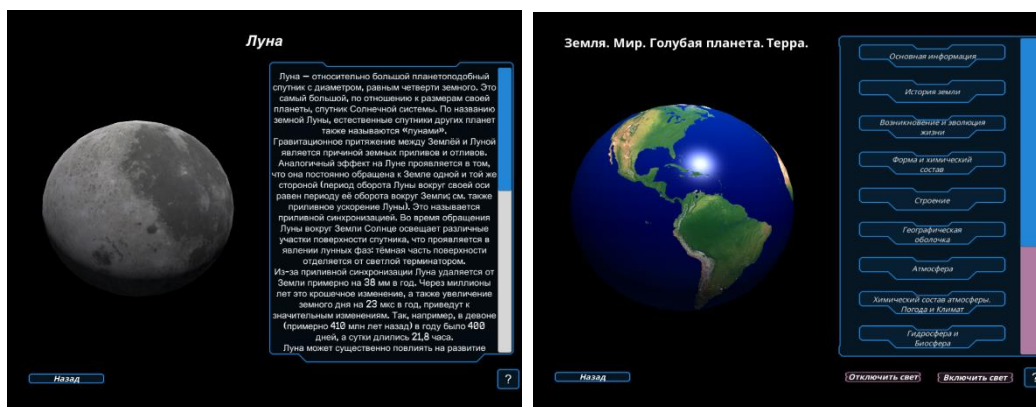 Луна
Луна – относительно большой планетоподобный
спутник с диаметром, равным четверти земного. Это
самый большой, по отношению к размерам своей
планеты, спутник Солнечной системы. По названию
земной Луны, естественные спутники других планет
также называются «лунами».
Гравитационное притяжение между Землёй и Луной
является причиной земных приливов и отливов.
Аналогичный эффект на Луне проявляется в том,
что она постоянно обращена к Земле одной и той же
стороной (период оборота Луны вокруг своей оси
равен периоду её оборота вокруг Земли; см. также
приливное ускорение Луны). Это называется
приливной синхронизацией. Во время обращения
Луны вокруг Земли Солнце освещает различные
участки поверхности спутника, что проявляется в
явлении лунных фаз: тёмная часть поверхности
отделяется от светлой терминатором.
Из-за приливной синхронизации Луна удаляется от
Земли примерно на 38 мм в год. Через миллионы
лет это крошечное изменение, а также увеличение
земного дня на 23 мкс в год, приведут к
значительным изменениям. Так, например, в девоне
(примерно 410 млн лет назад) в году было 400
дней, а сутки длились 21,8 часа.
Луна может существенно повлиять на развитие
Назад
?
Земля. Мир. Голубая планета. Терра.
Основная информация
История земли
Возникновение и эволюция
жизни
Форма и химический
состав
Строение
Географическая
оболочка
Атмосфера
Химический состав атмосферы.
Погода и Климат
Гидросфера и
Биосфера
Назад
Отключить свет
Включить свет
?